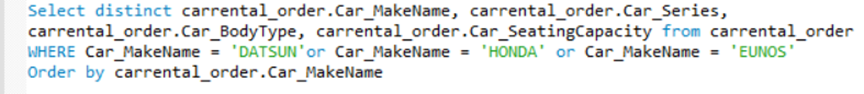 Select distinct carrental_order.Car_MakeName, carrental_order.Car_Series,
carrental_order.Car_BodyType, carrental_order.Car_SeatingCapacity from carrental_order
WHERE Car_MakeName = 'DATSUN'or Car_MakeName = 'HONDA' or Car_MakeName = 'EUNOS'
Order by carrental_order.Car_MakeName